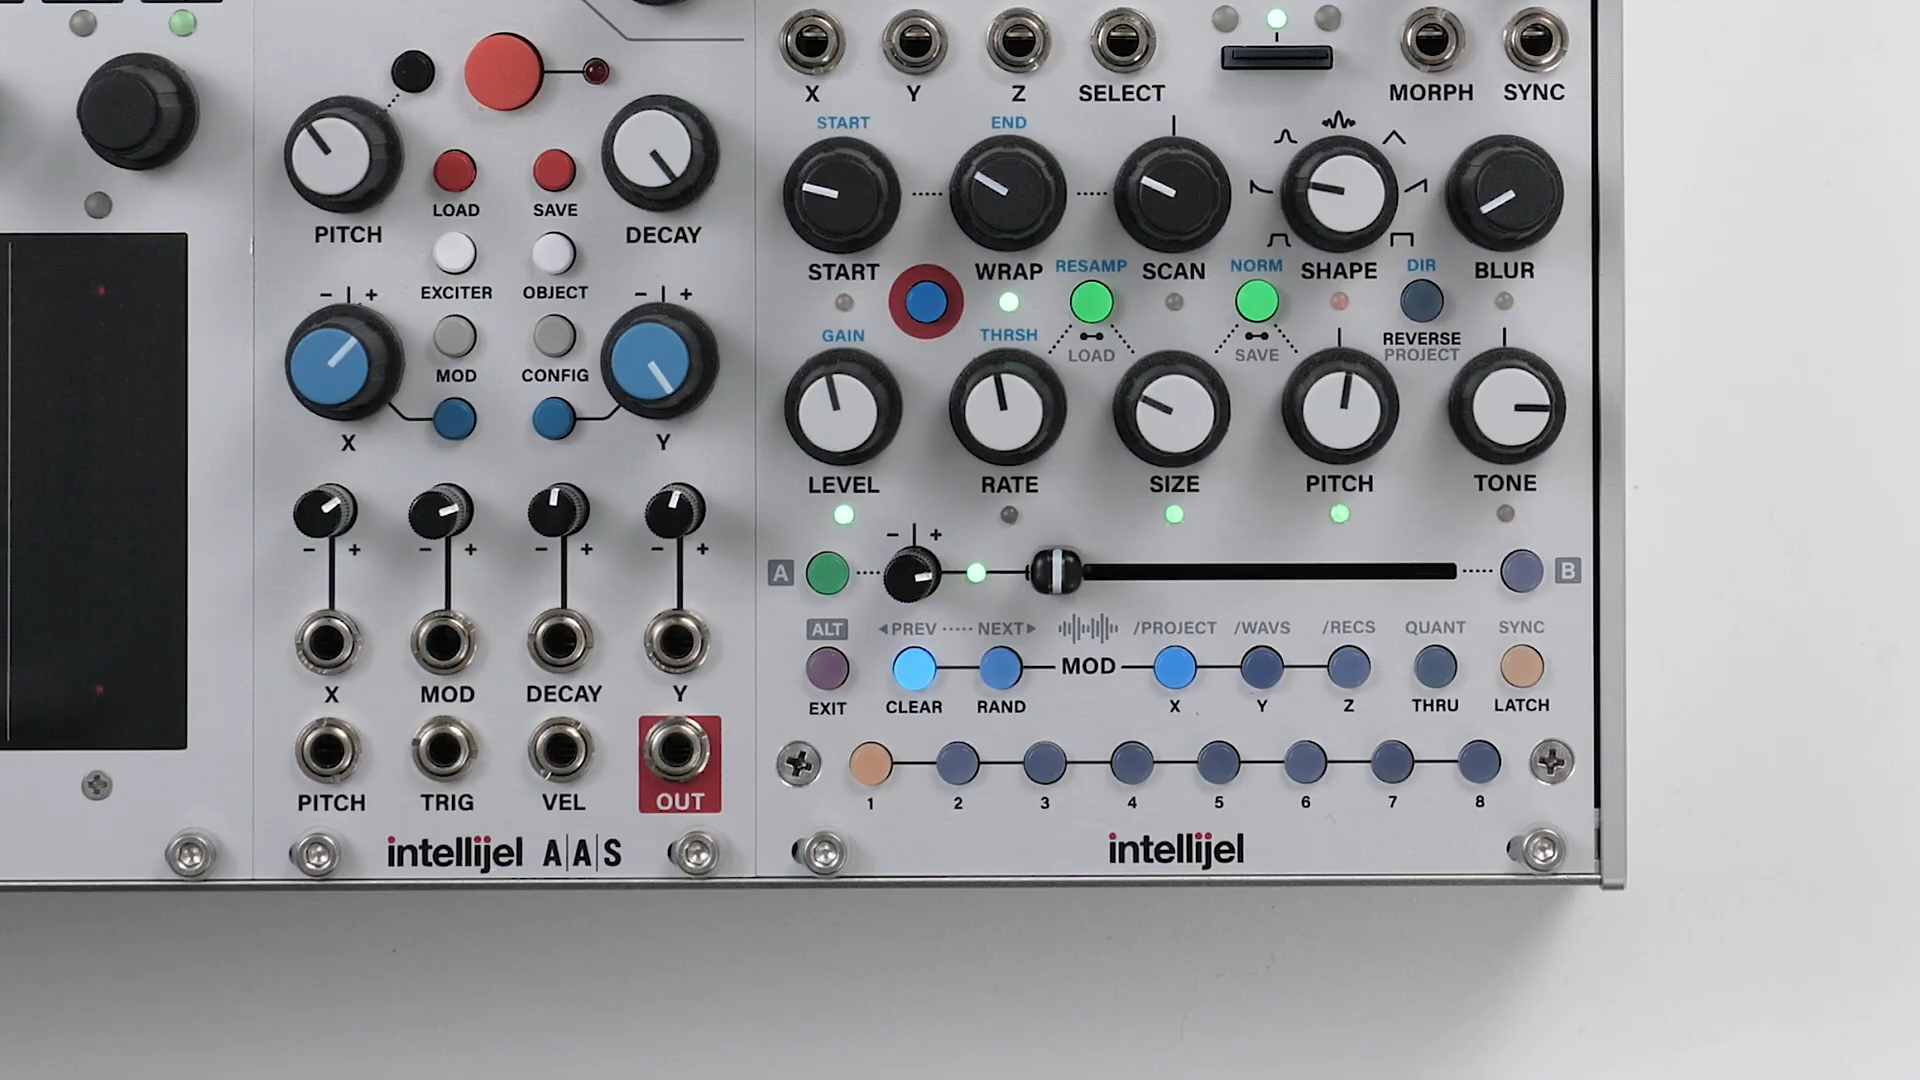 X Y Z SELECT MORPH SYNC
START END
LOAD SAVE
PITCH DECAY
START WRAP RESAMP SCAN NORM SHAPE DIR BLUR
EXCITER OBJECT
- + - +
GAIN THRSH LOAD SAVE REVERSE
PROJECT
MOD CONFIG
X Y
LEVEL RATE SIZE PITCH TONE
- + - + - + - +
- +
A B
ALT PREV NEXT /PROJECT /WAVS /RECS QUANT SYNC
MOD
EXIT CLEAR RAND X Y Z THRU LATCH
X MOD DECAY Y
PITCH TRIG VEL OUT
1 2 3 4 5 6 7 8
intellijel A|A|S
intellijel